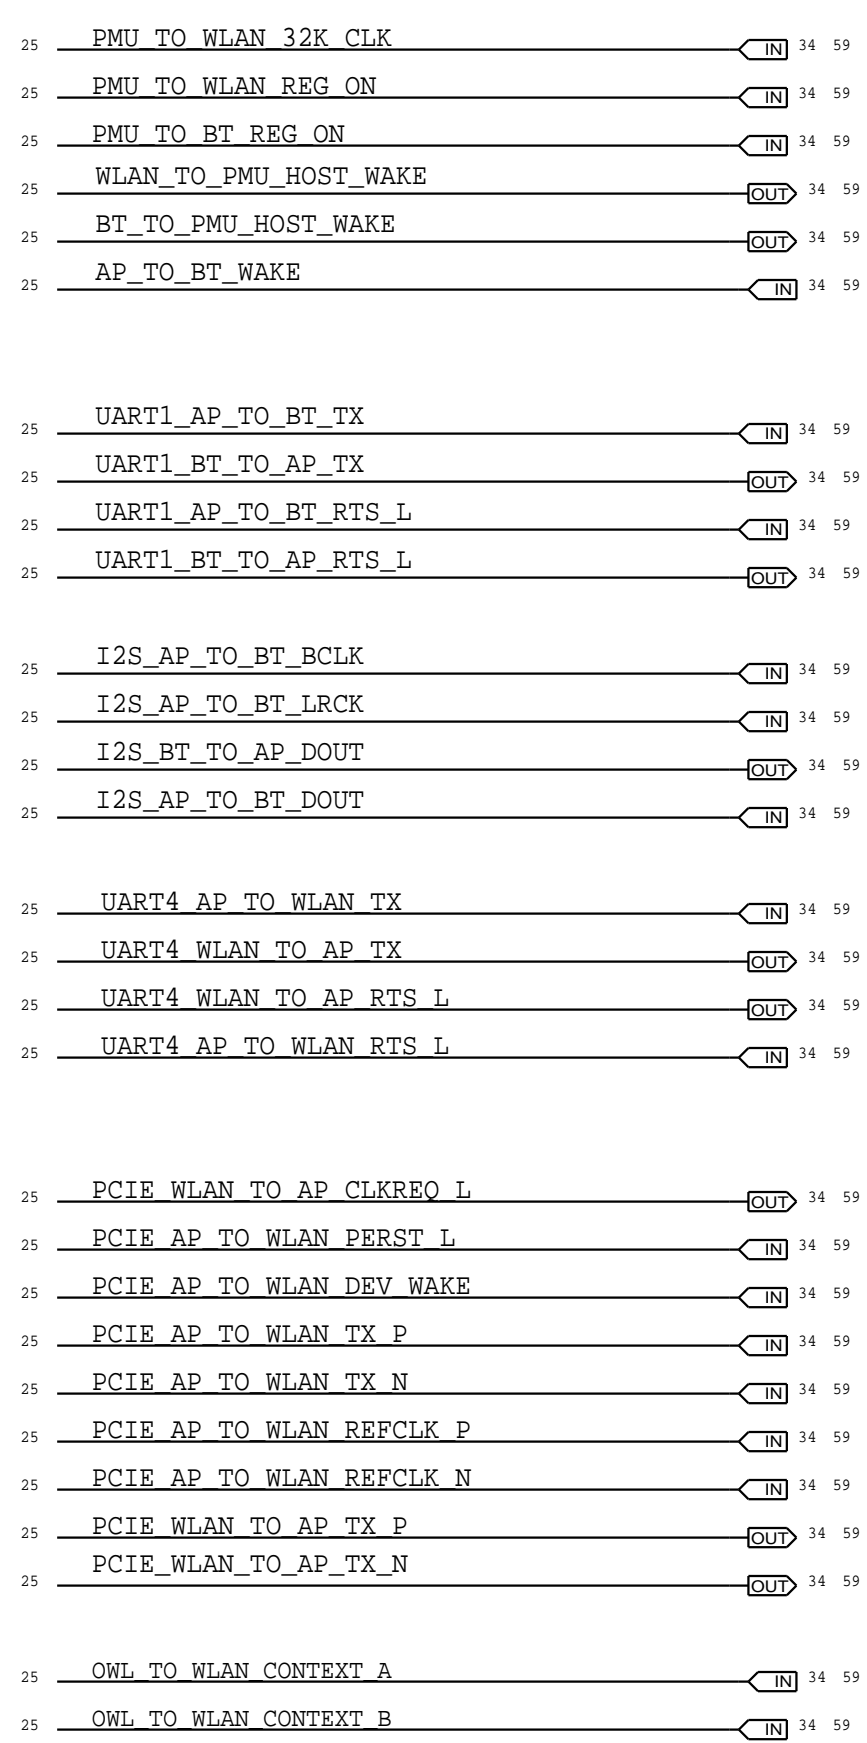 25 PMU_TO_WLAN_32K_CLK IN 34 59
25 PMU_TO_WLAN_REG_ON IN 34 59
25 PMU_TO_BT_REG_ON IN 34 59
25 WLAN_TO_PMU_HOST_WAKE OUT 34 59
25 BT_TO_PMU_HOST_WAKE OUT 34 59
25 AP_TO_BT_WAKE IN 34 59
25 UART1_AP_TO_BT_TX IN 34 59
25 UART1_BT_TO_AP_TX OUT 34 59
25 UART1_AP_TO_BT_RTS_L IN 34 59
25 UART1_BT_TO_AP_RTS_L OUT 34 59
25 I2S_AP_TO_BT_BCLK IN 34 59
25 I2S_AP_TO_BT_LRCK IN 34 59
25 I2S_BT_TO_AP_DOUT OUT 34 59
25 I2S_AP_TO_BT_DOUT IN 34 59
25 UART4_AP_TO_WLAN_TX IN 34 59
25 UART4_WLAN_TO_AP_TX OUT 34 59
25 UART4_WLAN_TO_AP_RTS_L OUT 34 59
25 UART4_AP_TO_WLAN_RTS_L IN 34 59
25 PCIE_WLAN_TO_AP_CLKREQ_L OUT 34 59
25 PCIE_AP_TO_WLAN_PERST_L IN 34 59
25 PCIE_AP_TO_WLAN_DEV_WAKE IN 34 59
25 PCIE_AP_TO_WLAN_TX_P IN 34 59
25 PCIE_AP_TO_WLAN_TX_N IN 34 59
25 PCIE_AP_TO_WLAN_REFCLK_P IN 34 59
25 PCIE_AP_TO_WLAN_REFCLK_N IN 34 59
25 PCIE_WLAN_TO_AP_TX_P OUT 34 59
25 PCIE_WLAN_TO_AP_TX_N OUT 34 59
25 OWL_TO_WLAN_CONTEXT_A IN 34 59
25 OWL_TO_WLAN_CONTEXT_B IN 34 59